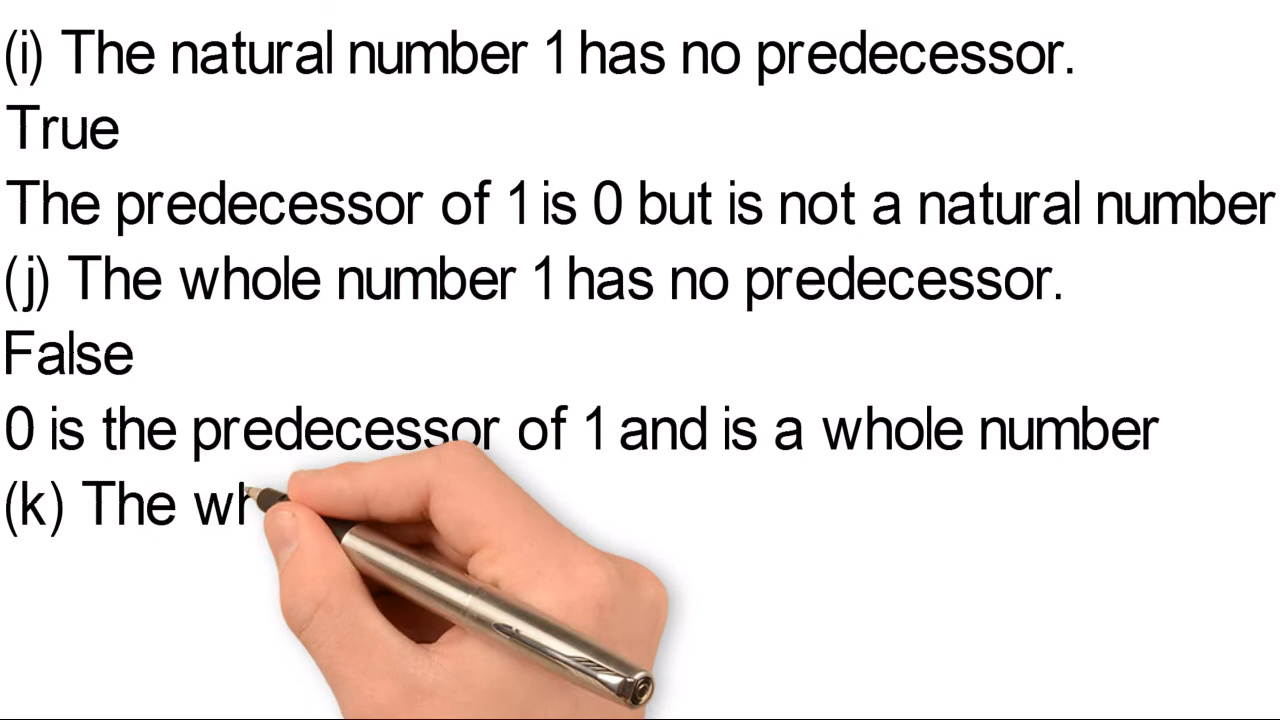 (i) The natural number 1 has no predecessor.
True
The predecessor of 1 is 0 but is not a natural number
(j) The whole number 1 has no predecessor.
False
0 is the predecessor of 1 and is a whole number
(k) The wh